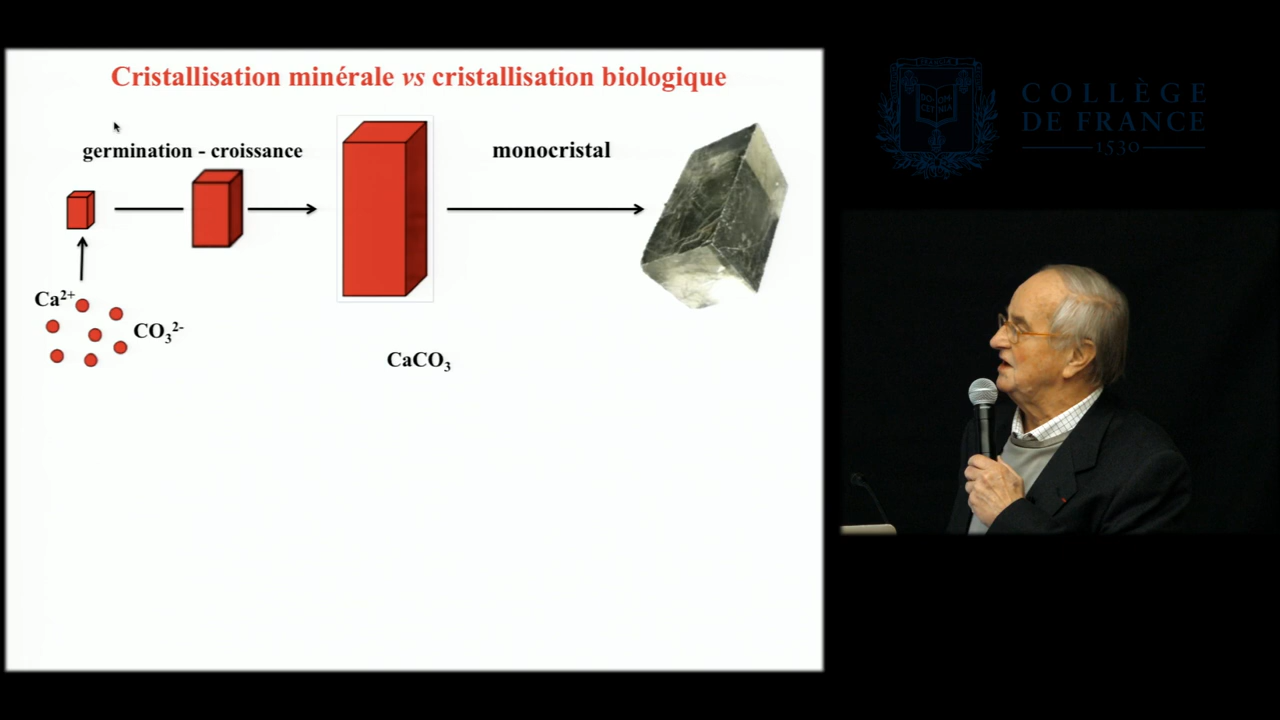 Cristallisation minérale vs cristallisation biologique
germination - croissance
monocristal
Ca²⁺
CO₃²⁻
CaCO₃
COLLÈGE
DE FRANCE
1530